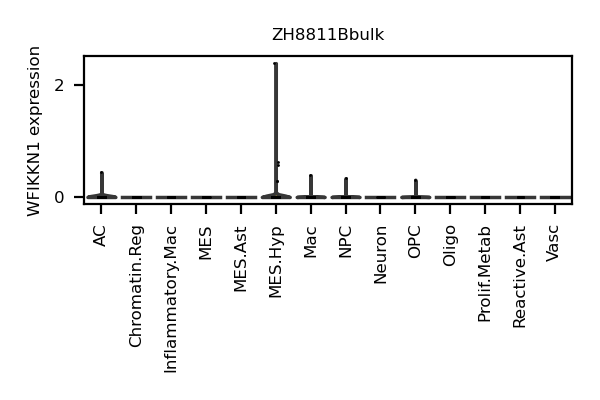 ZH8811Bbulk
WFIKKN1 expression
2
0
AC
Chromatin.Reg
Inflammatory.Mac
MES
MES.Ast
MES.Hyp
Mac
NPC
Neuron
OPC
Oligo
Prolif.Metab
Reactive.Ast
Vasc